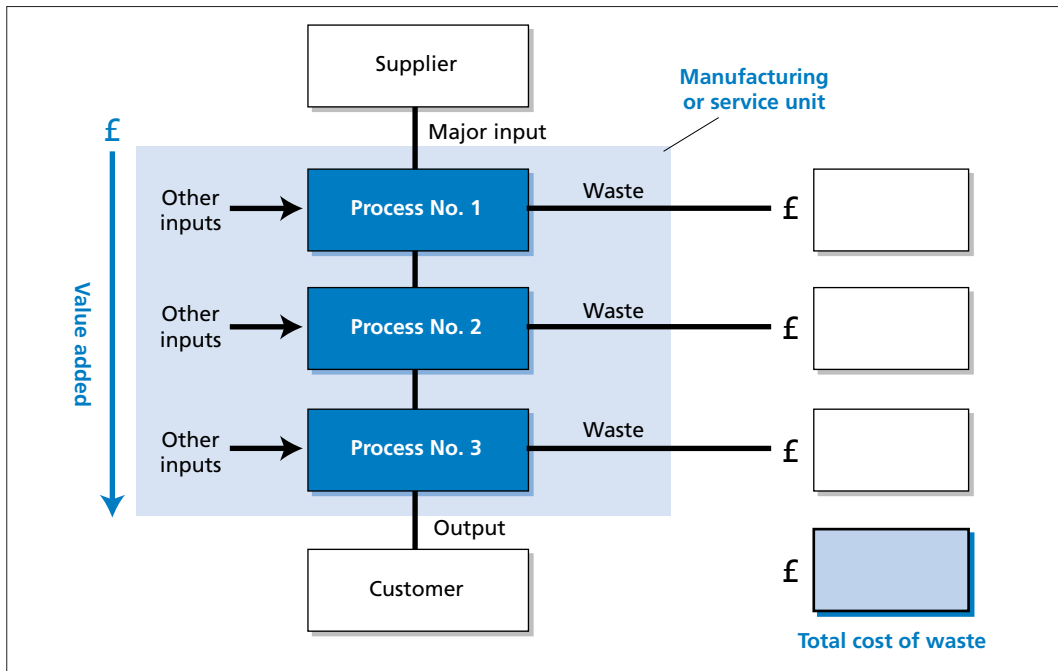 Supplier
Manufacturing
or service unit
£
Major input
Other
inputs
Process No. 1
Waste
£
Value added
Other
inputs
Process No. 2
Waste
£
Other
inputs
Process No. 3
Waste
£
Output
Customer
£
Total cost of waste